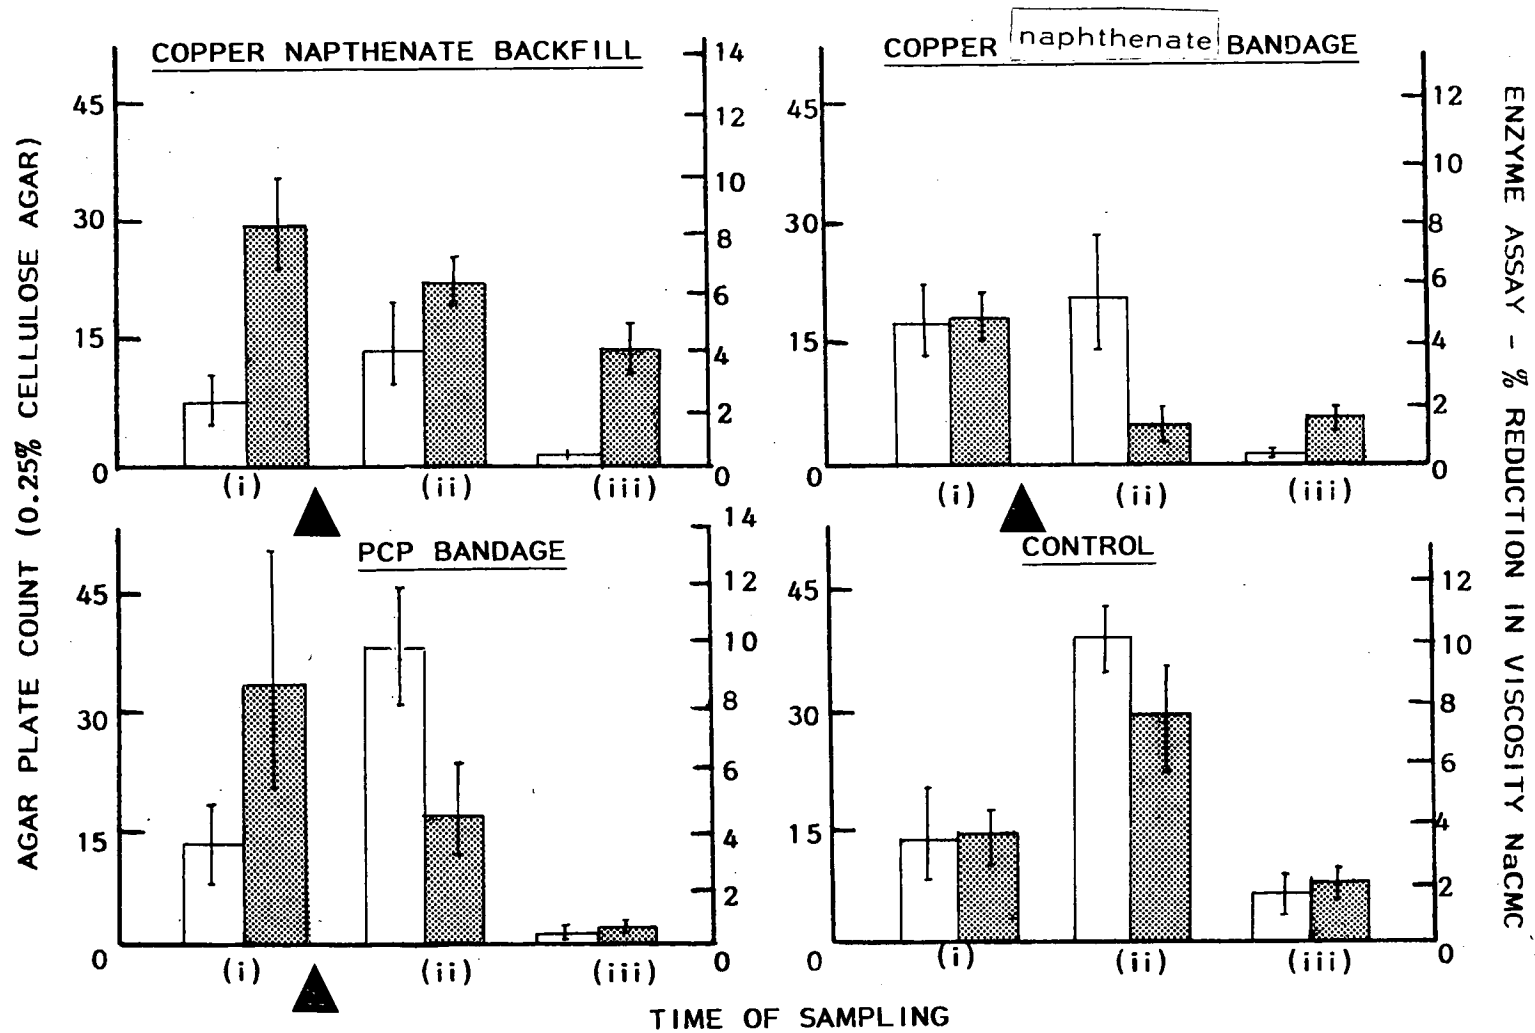 COPPER NAPTHENATE BACKFILL
COPPER naphthenate BANDAGE
AGAR PLATE COUNT (0.25% CELLULOSE AGAR)
45
30
15
0
14
12
10
8
6
4
2
0
(i)
(ii)
(iii)
45
30
15
0
12
10
8
6
4
2
0
(i)
(ii)
(iii)
ENZYME ASSAY - % REDUCTION IN VISCOSITY NaCMC
PCP BANDAGE
45
30
15
0
14
12
10
8
6
4
2
0
(i)
(ii)
(iii)
CONTROL
45
30
15
0
12
10
8
6
4
2
0
(i)
(ii)
(iii)
TIME OF SAMPLING